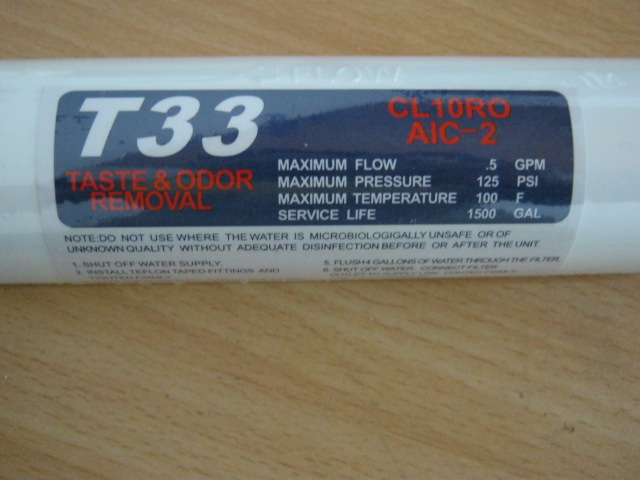 T33
CL10RO
AIC-2
TASTE & ODOR
REMOVAL
MAXIMUM FLOW .5 GPM
MAXIMUM PRESSURE 125 PSI
MAXIMUM TEMPERATURE 100 F
SERVICE LIFE 1500 GAL
NOTE:DO NOT USE WHERE THE WATER IS MICROBIOLOGIGALLY UNSAFE OR OF
UNKNOWN QUALITY WITHOUT ADEQUATE DISINFECTION BEFORE OR AFTER THE UNIT
1. SHUT OFF WATER SUPPLY.
2. INSTALL TEFLON TAPED FITTINGS AND
TIGHTEN FIRMLY.
5. FLUSH 4 GALLONS OF WATER THROUGH THE FILTER
6. SHUT OFF WATER, CONNECT FILTER